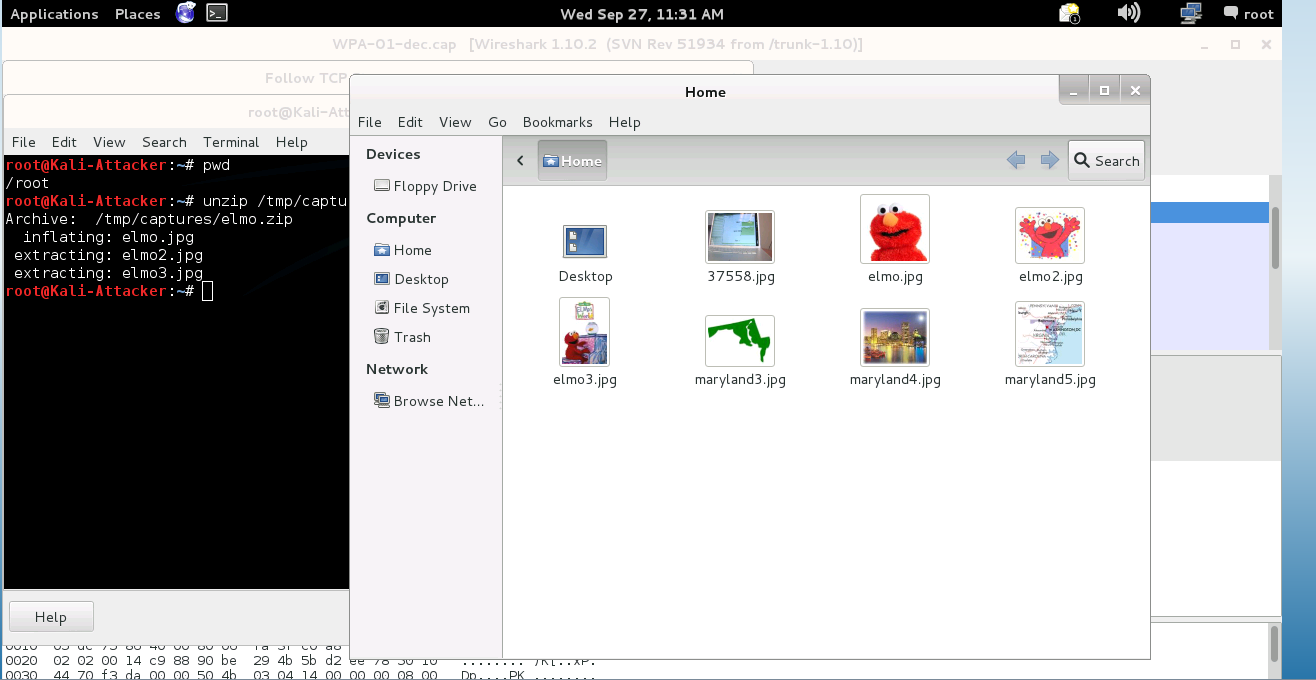 Applications Places Wed Sep 27, 11:31 AM 1 root
WPA-01-dec.cap [Wireshark 1.10.2 (SVN Rev 51934 from /trunk-1.10)]
Follow TCP
root@Kali-Att
File Edit View Search Terminal Help
root@Kali-Attacker:~# pwd
/root
root@Kali-Attacker:~# unzip /tmp/captu
Archive: /tmp/captures/elmo.zip
inflating: elmo.jpg
extracting: elmo2.jpg
extracting: elmo3.jpg
root@Kali-Attacker:~#
Help
Home
File Edit View Go Bookmarks Help
Devices
Floppy Drive
Computer
Home
Desktop
File System
Trash
Network
Browse Net...
Home Search
Desktop 37558.jpg elmo.jpg elmo2.jpg
elmo3.jpg maryland3.jpg maryland4.jpg maryland5.jpg
0020 02 02 00 14 c9 88 90 be 29 4b 5b d2 ee 78 50 10 ........ )K[..xP.
0030 44 70 f3 da 00 00 50 4b 03 04 14 00 00 00 08 00 Dp....PK ........